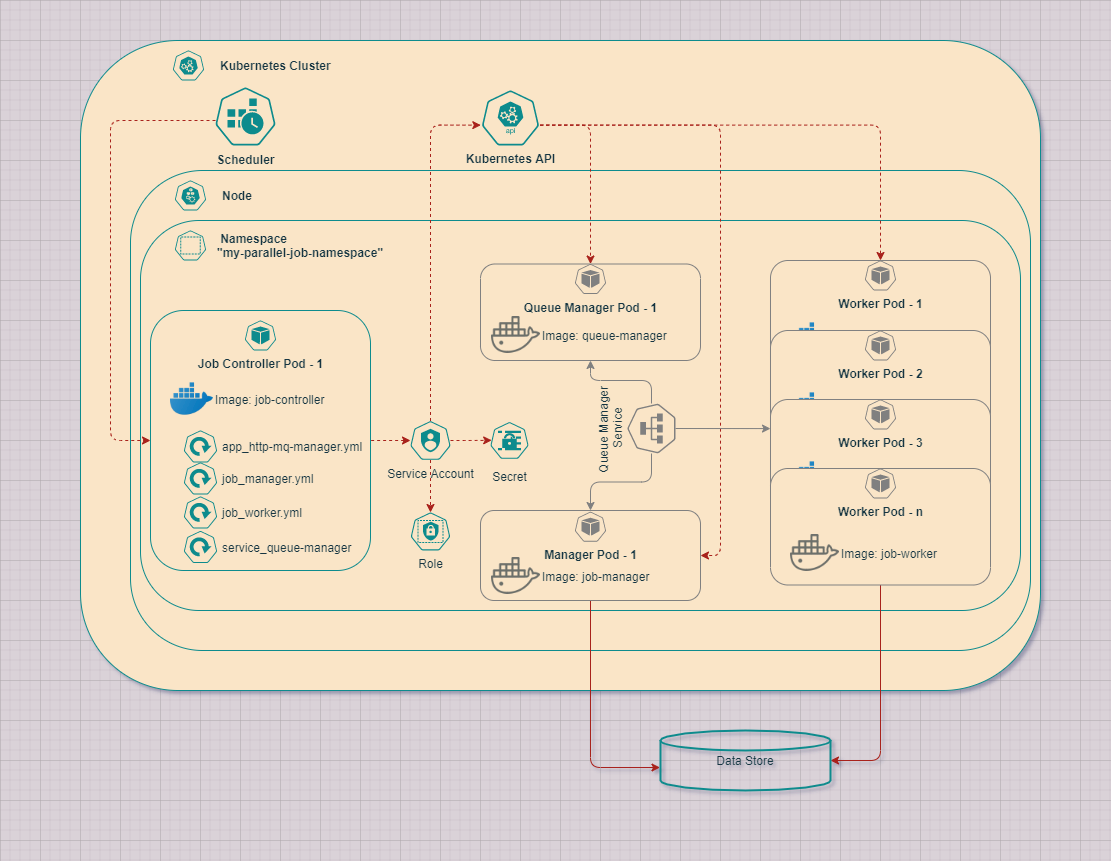 Kubernetes Cluster
Scheduler
api
Kubernetes API
Node
Namespace
"my-parallel-job-namespace"
Job Controller Pod - 1
Image: job-controller
app_http-mq-manager.yml
job_manager.yml
job_worker.yml
service_queue-manager
Service Account
Secret
Role
Queue Manager Pod - 1
Image: queue-manager
Queue Manager
Service
Manager Pod - 1
Image: job-manager
Worker Pod - 1
Worker Pod - 2
Worker Pod - 3
Worker Pod - n
Image: job-worker
Data Store